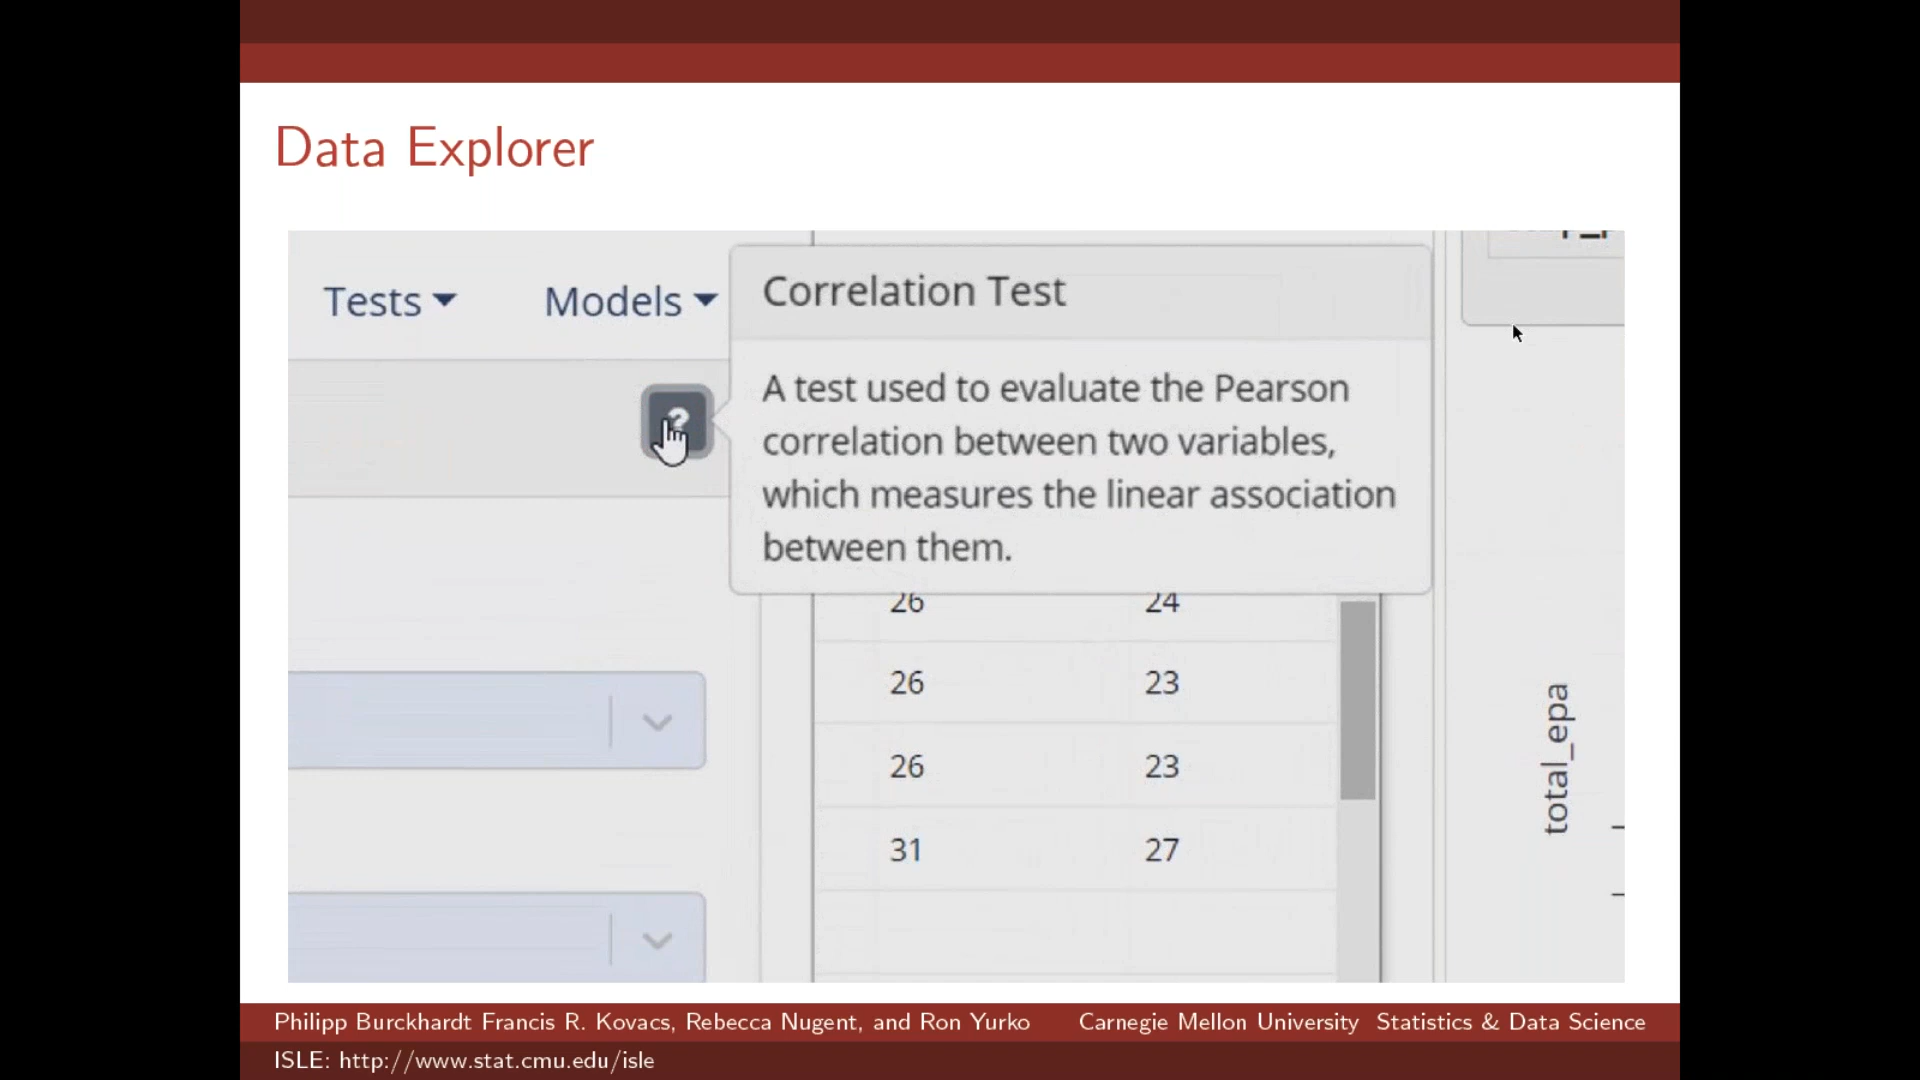 Data Explorer
Tests
Models
Correlation Test
?
A test used to evaluate the Pearson
correlation between two variables,
which measures the linear association
between them.
26 24
26 23
26 23
31 27
total_epa
Philipp Burckhardt Francis R. Kovacs, Rebecca Nugent, and Ron Yurko Carnegie Mellon University Statistics & Data Science
ISLE: http://www.stat.cmu.edu/isle